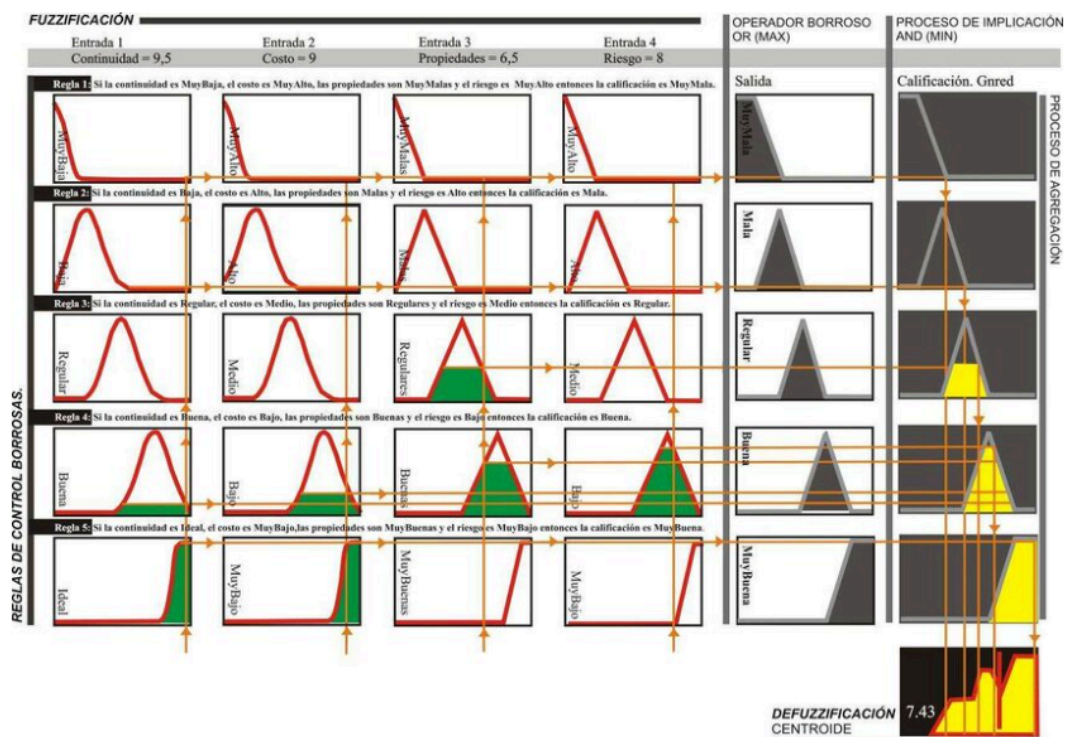 FUZZIFICACIÓN
OPERADOR BORROSO
OR (MAX)
PROCESO DE IMPLICACIÓN
AND (MIN)
Entrada 1
Continuidad = 9,5
Entrada 2
Costo = 9
Entrada 3
Propiedades = 6,5
Entrada 4
Riesgo = 8
Salida
Calificación. Gnred
Regla 1: Si la continuidad es MuyBaja, el costo es MuyAlto, las propiedades son MuyMalas y el riesgo es MuyAlto entonces la calificación es MuyMala.
MuyBaja
MuyAlto
MuyMalas
MuyAlto
MuyMala
Regla 2: Si la continuidad es Baja, el costo es Alto, las propiedades son Malas y el riesgo es Alto entonces la calificación es Mala.
Baja
Alto
Malas
Alto
Mala
Regla 3: Si la continuidad es Regular, el costo es Medio, las propiedades son Regulares y el riesgo es Medio entonces la calificación es Regular.
Regular
Medio
Regulares
Medio
Regular
Regla 4: Si la continuidad es Buena, el costo es Bajo, las propiedades son Buenas y el riesgo es Bajo entonces la calificación es Buena.
Buena
Bajo
Buenas
Bajo
Buena
Regla 5: Si la continuidad es Ideal, el costo es MuyBajo,las propiedades son MuyBuenas y el riesgo es MuyBajo entonces la calificación es MuyBuena.
Ideal
MuyBajo
MuyBuenas
MuyBajo
MuyBuena
REGLAS DE CONTROL BORROSAS.
PROCESO DE AGREGACIÓN
DEFUZZIFICACIÓN
CENTROIDE
7.43